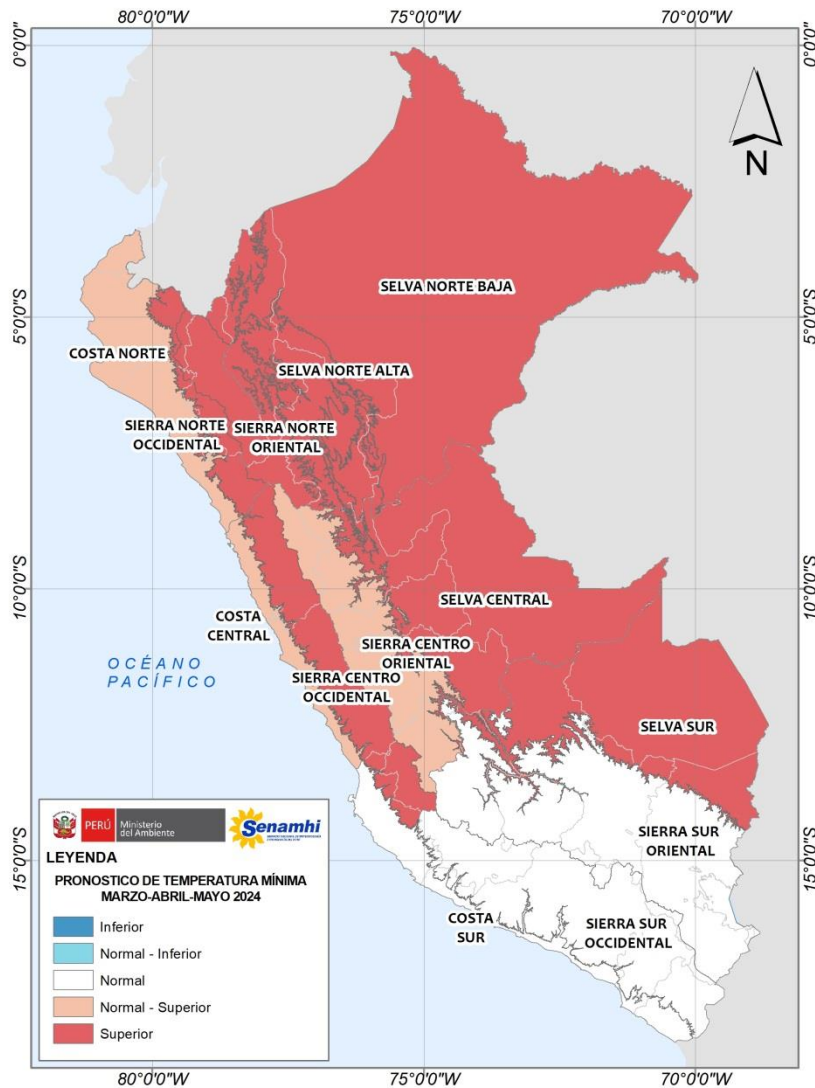 80°0'0"W
75°0'0"W
70°0'0"W
0°0'0"
0°0'0"
N
SELVA NORTE BAJA
5°0'0"S
5°0'0"S
COSTA NORTE
SELVA NORTE ALTA
SIERRA NORTE
OCCIDENTAL
SIERRA NORTE
ORIENTAL
10°0'0"S
10°0'0"S
SELVA CENTRAL
COSTA
CENTRAL
SIERRA CENTRO
ORIENTAL
OCÉANO
PACÍFICO
SIERRA CENTRO
OCCIDENTAL
SELVA SUR
SIERRA SUR
ORIENTAL
15°0'0"S
15°0'0"S
COSTA
SUR
SIERRA SUR
OCCIDENTAL
PERÚ
Ministerio
del Ambiente
Senamhi
LEYENDA
PRONOSTICO DE TEMPERATURA MÍNIMA
MARZO-ABRIL-MAYO 2024
Inferior
Normal - Inferior
Normal
Normal - Superior
Superior
80°0'0"W
75°0'0"W
70°0'0"W